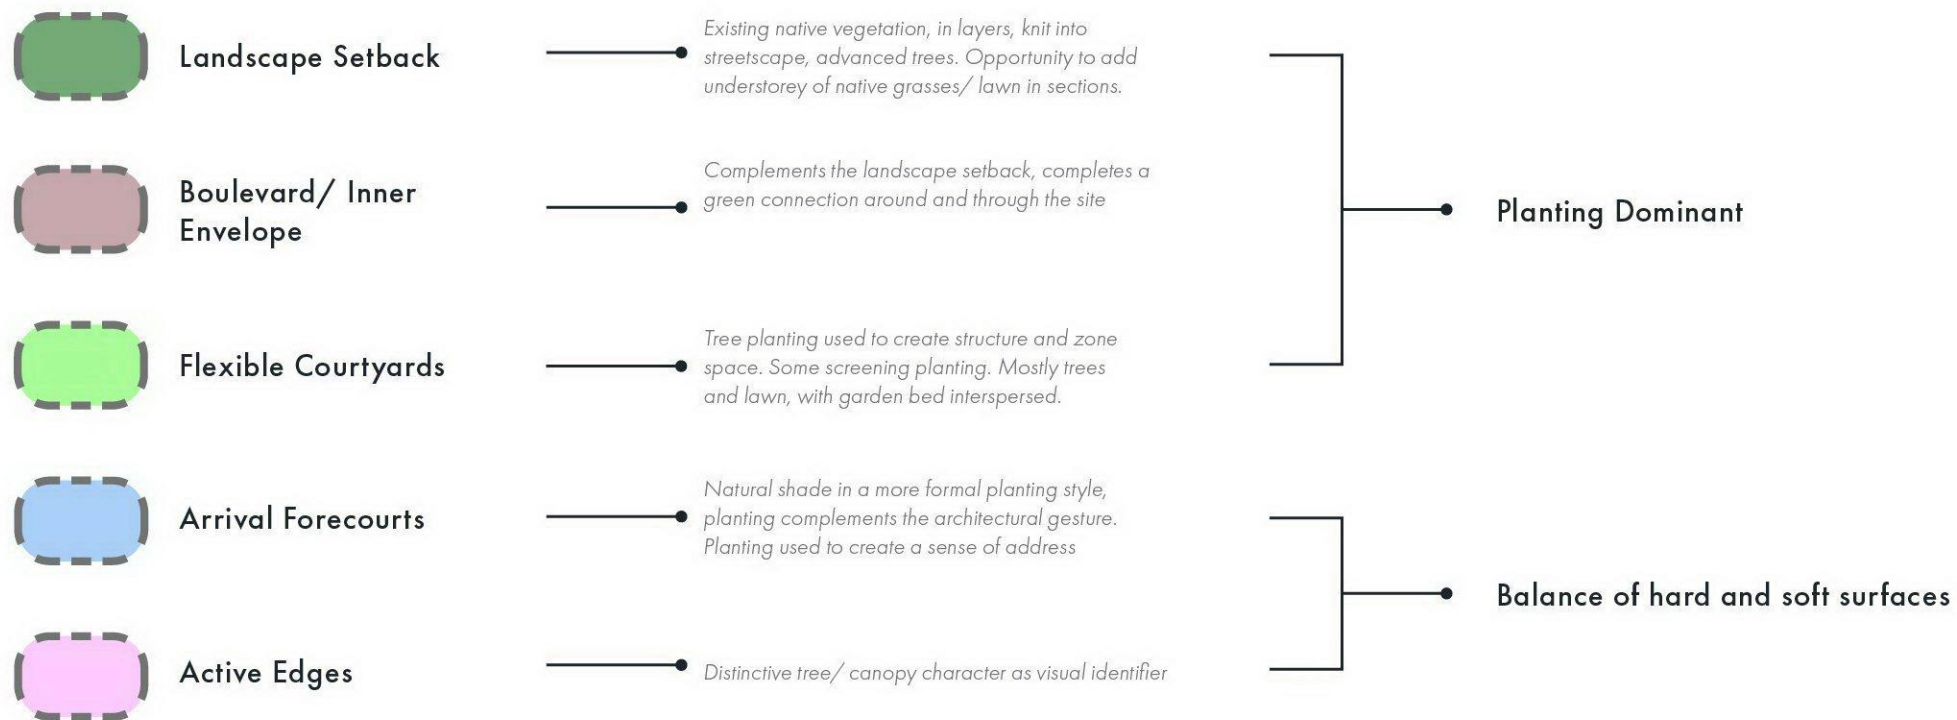 Landscape Setback
Existing native vegetation, in layers, knit into
streetscape, advanced trees. Opportunity to add
understorey of native grasses/ lawn in sections.
Boulevard/ Inner
Envelope
Complements the landscape setback, completes a
green connection around and through the site
Planting Dominant
Flexible Courtyards
Tree planting used to create structure and zone
space. Some screening planting. Mostly trees
and lawn, with garden bed interspersed.
Arrival Forecourts
Natural shade in a more formal planting style,
planting complements the architectural gesture.
Planting used to create a sense of address
Balance of hard and soft surfaces
Active Edges
Distinctive tree/ canopy character as visual identifier